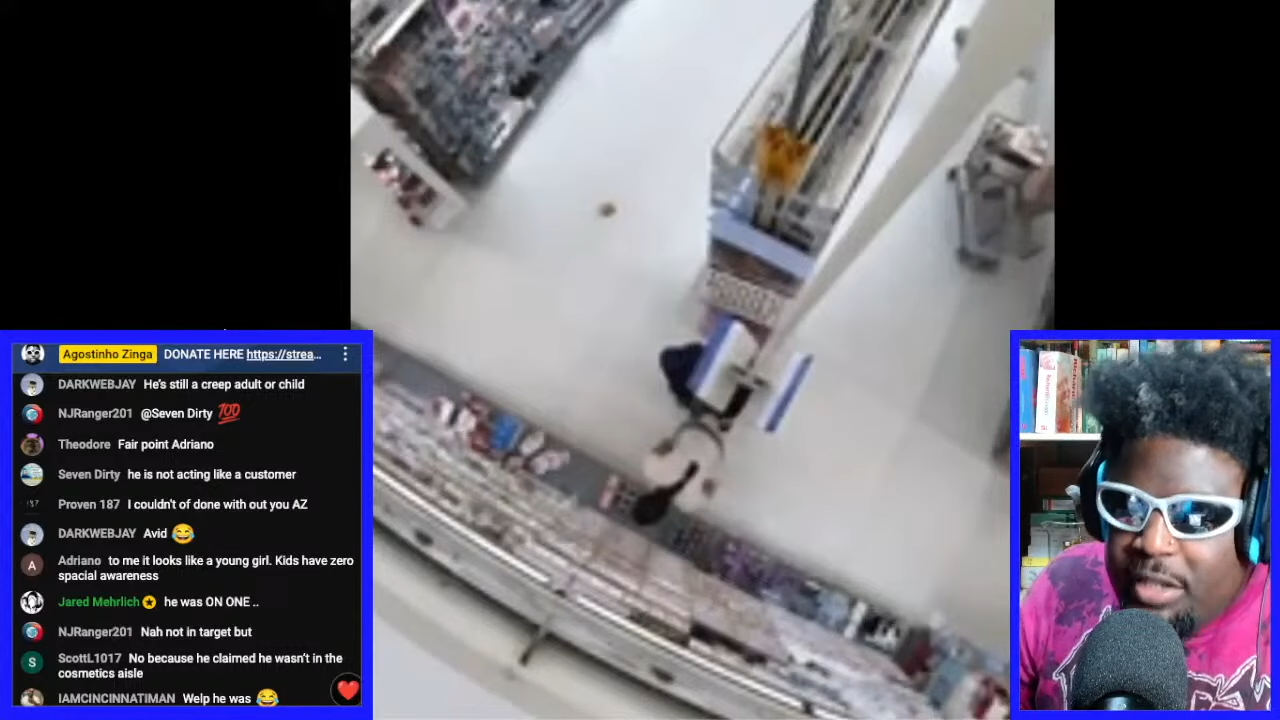 Agostinho Zinga DONATE HERE https://strea...
DARKWEBJAY He's still a creep adult or child
NJRanger201 @Seven Dirty 💯
Theodore Fair point Adriano
Seven Dirty he is not acting like a customer
Proven 187 I couldn't of done with out you AZ
DARKWEBJAY Avid 😂
A Adriano to me it looks like a young girl. Kids have zero
spacial awareness
Jared Mehrlich he was ON ONE ..
NJRanger201 Nah not in target but
S ScottL1017 No because he claimed he wasn't in the
cosmetics aisle
IAMCINCINNATIMAN Welp he was 😂